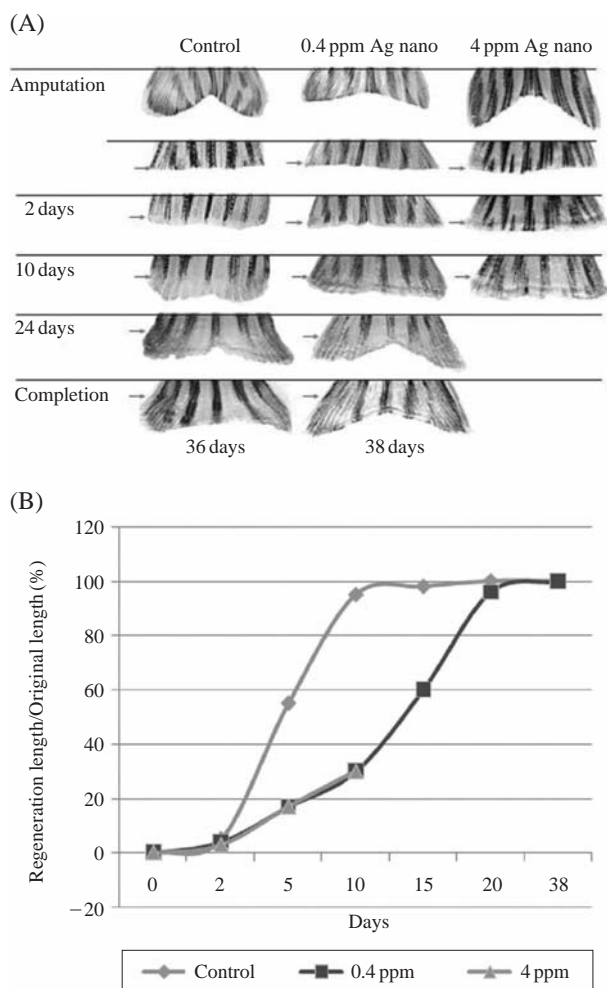 (A)
Control 0.4 ppm Ag nano 4 ppm Ag nano
Amputation
2 days
10 days
24 days
Completion
36 days 38 days
(B)
120
100
80
60
40
20
0
−20
Regeneration length/Original length (%)
0 2 5 10 15 20 38
Days
Control 0.4 ppm 4 ppm